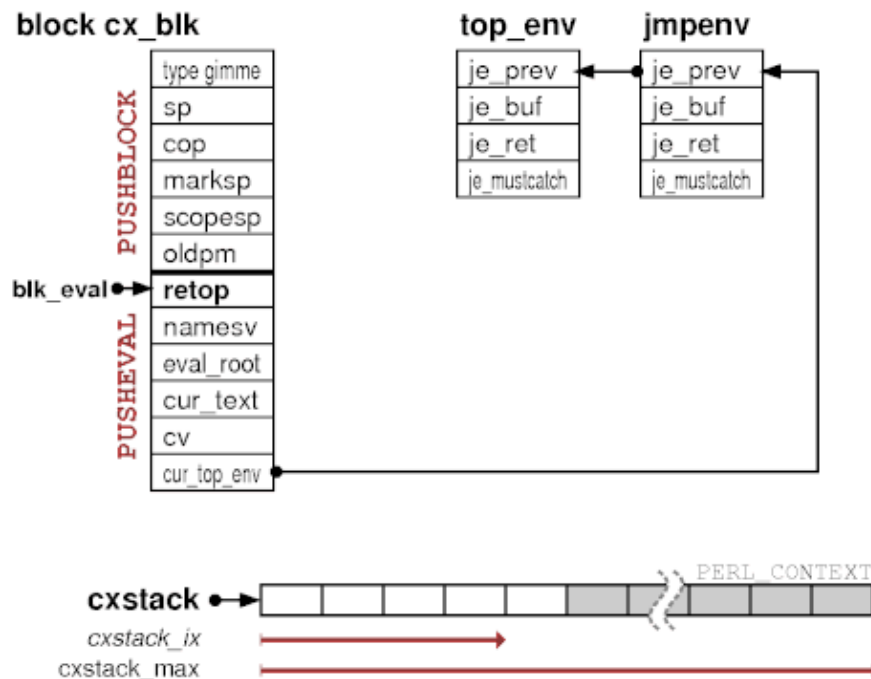 block cx_blk
top_env
jmpenv
type gimme
sp
cop
marksp
scopesp
oldpm
retop
namesv
eval_root
cur_text
cv
cur_top_env
PUSHBLOCK
blk_eval
PUSHEVAL
je_prev
je_buf
je_ret
je_mustcatch
je_prev
je_buf
je_ret
je_mustcatch
PERL_CONTEXT
cxstack
cxstack_ix
cxstack_max